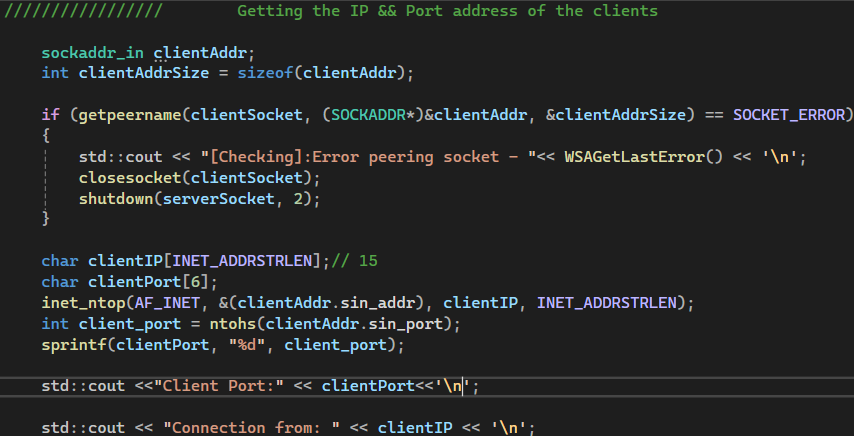 /////////////////        Getting the IP && Port address of the clients
sockaddr_in clientAddr;
int clientAddrSize = sizeof(clientAddr);
if (getpeername(clientSocket, (SOCKADDR*)&clientAddr, &clientAddrSize) == SOCKET_ERROR)
{
    std::cout << "[Checking]:Error peering socket - "<< WSAGetLastError() << '\n';
    closesocket(clientSocket);
    shutdown(serverSocket, 2);
}
char clientIP[INET_ADDRSTRLEN];// 15
char clientPort[6];
inet_ntop(AF_INET, &(clientAddr.sin_addr), clientIP, INET_ADDRSTRLEN);
int client_port = ntohs(clientAddr.sin_port);
sprintf(clientPort, "%d", client_port);
std::cout <<"Client Port:" << clientPort<<'\n';
std::cout << "Connection from: " << clientIP << '\n';